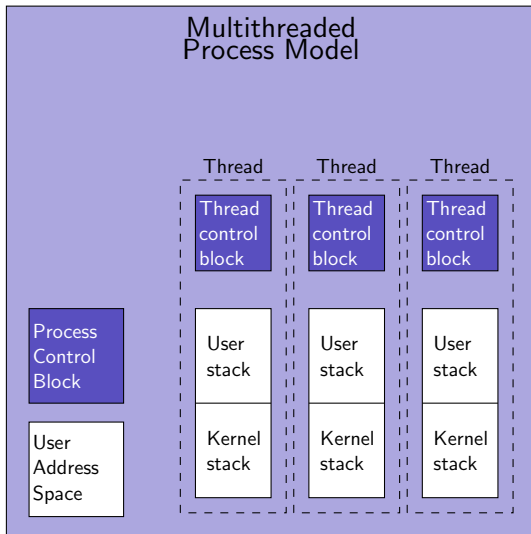 Multithreaded
Process Model
Thread
Thread
Thread
Thread
control
block
Thread
control
block
Thread
control
block
Process
Control
Block
User
stack
User
stack
User
stack
User
Address
Space
Kernel
stack
Kernel
stack
Kernel
stack